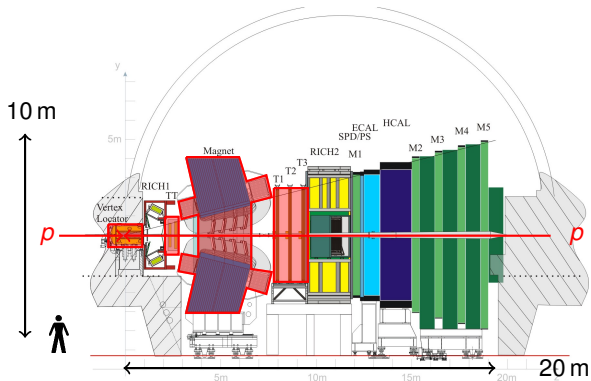 y
10 m
5m
Magnet
RICH1
TT
Vertex
Locator
T1
T2
T3
RICH2
SPD/PS
ECAL
HCAL
M1
M2
M3
M4
M5
p
p
5m
10m
15m
20m
z
20 m